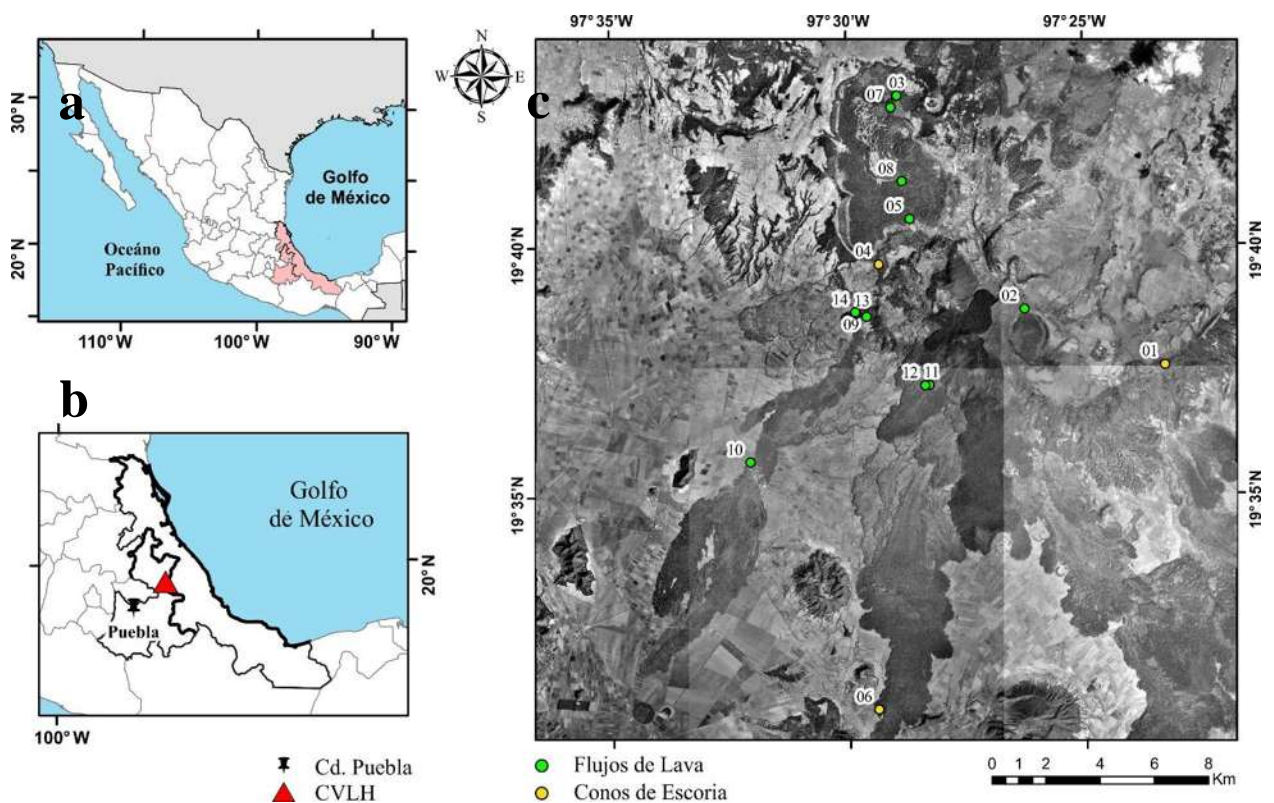 a
30° N
20° N
Golfo
de México
Océano
Pacífico
110°W
100°W
90°W
N
W
E
S
b
Golfo
de México
Puebla
20° N
100°W
Cd. Puebla
CVLH
c
97°35'W
97°30'W
97°25'W
19°40'N
19°35'N
19°40'N
19°35'N
03
07
08
05
04
14
13
09
02
01
12
11
10
06
Flujos de Lava
Conos de Escoria
0
1
2
4
6
8
Km